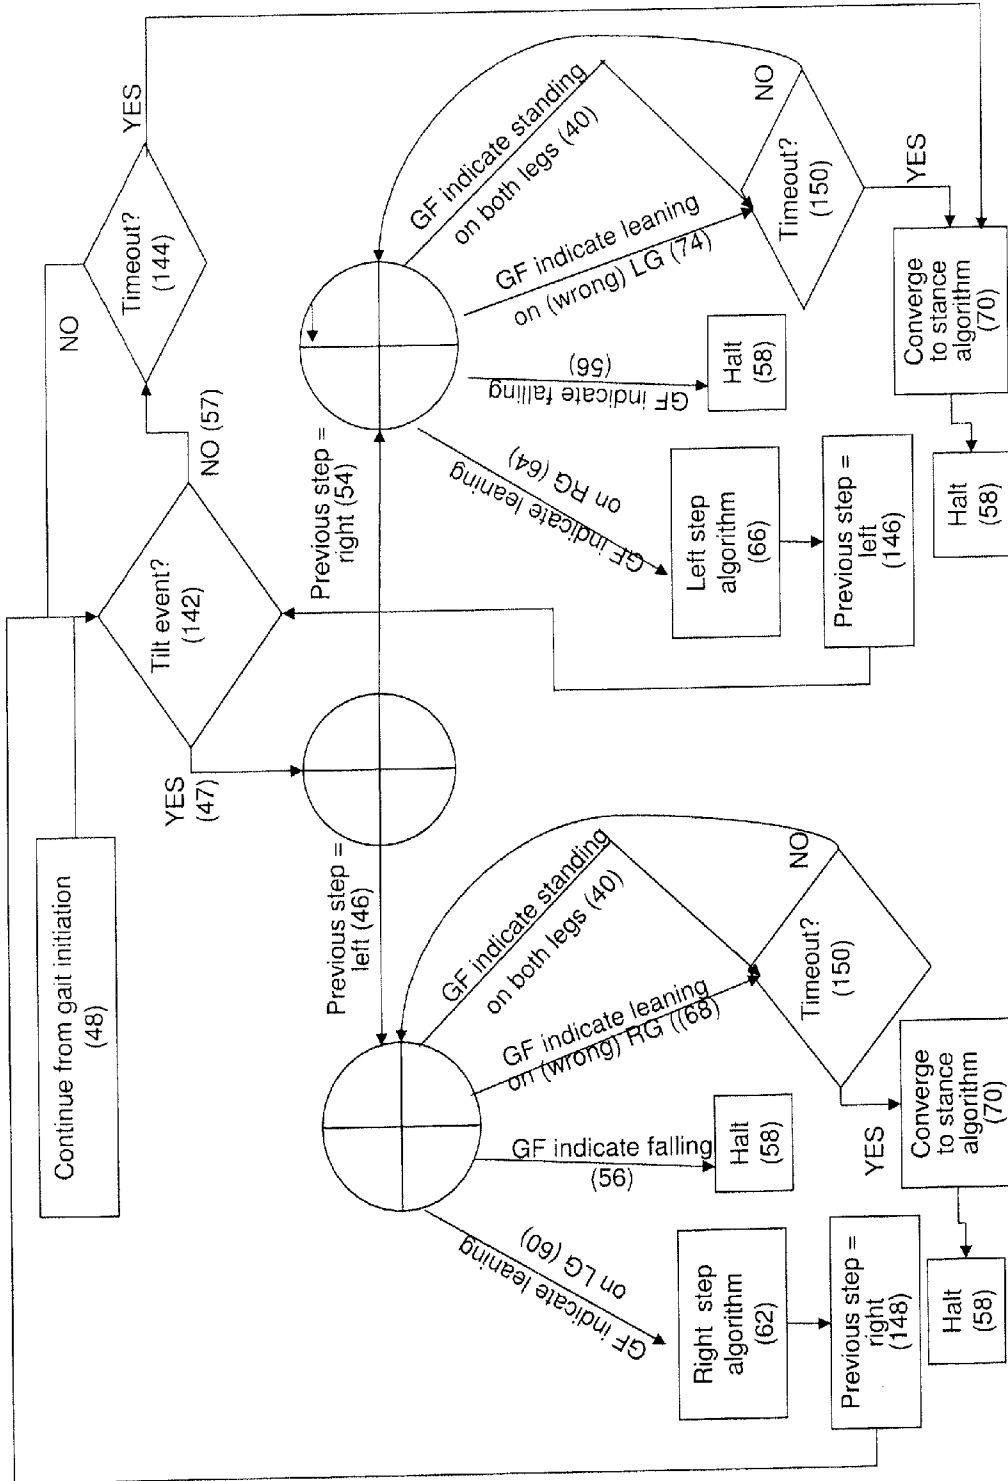 Continue from gait initiation
(48)
Tilt event?
(142)
YES
(47)
NO (57)
Timeout?
(144)
NO
YES
Previous step =
left (46)
Previous step =
right (54)
GF indicate leaning
on LG (60)
GF indicate falling
(56)
GF indicate leaning
on (wrong) RG ((68)
GF indicate standing
on both legs (40)
Right step
algorithm
(62)
Previous step =
right
(148)
Halt
(58)
Timeout?
(150)
NO
YES
Converge
to stance
algorithm
(70)
Halt
(58)
GF indicate leaning
on RG (64)
GF indicate falling
(56)
GF indicate leaning
on (wrong) LG (74)
GF indicate standing
on both legs (40)
Left step
algorithm
(66)
Previous step =
left
(146)
Halt
(58)
Timeout?
(150)
NO
YES
Converge
to stance
algorithm
(70)
Halt
(58)